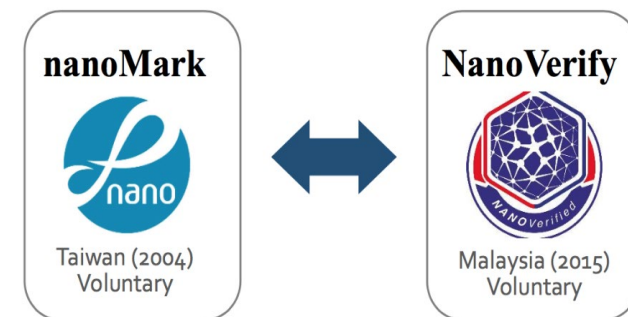 nanoMark
nano
Taiwan (2004)
Voluntary
NanoVerify
NANOVerified
Malaysia (2015)
Voluntary